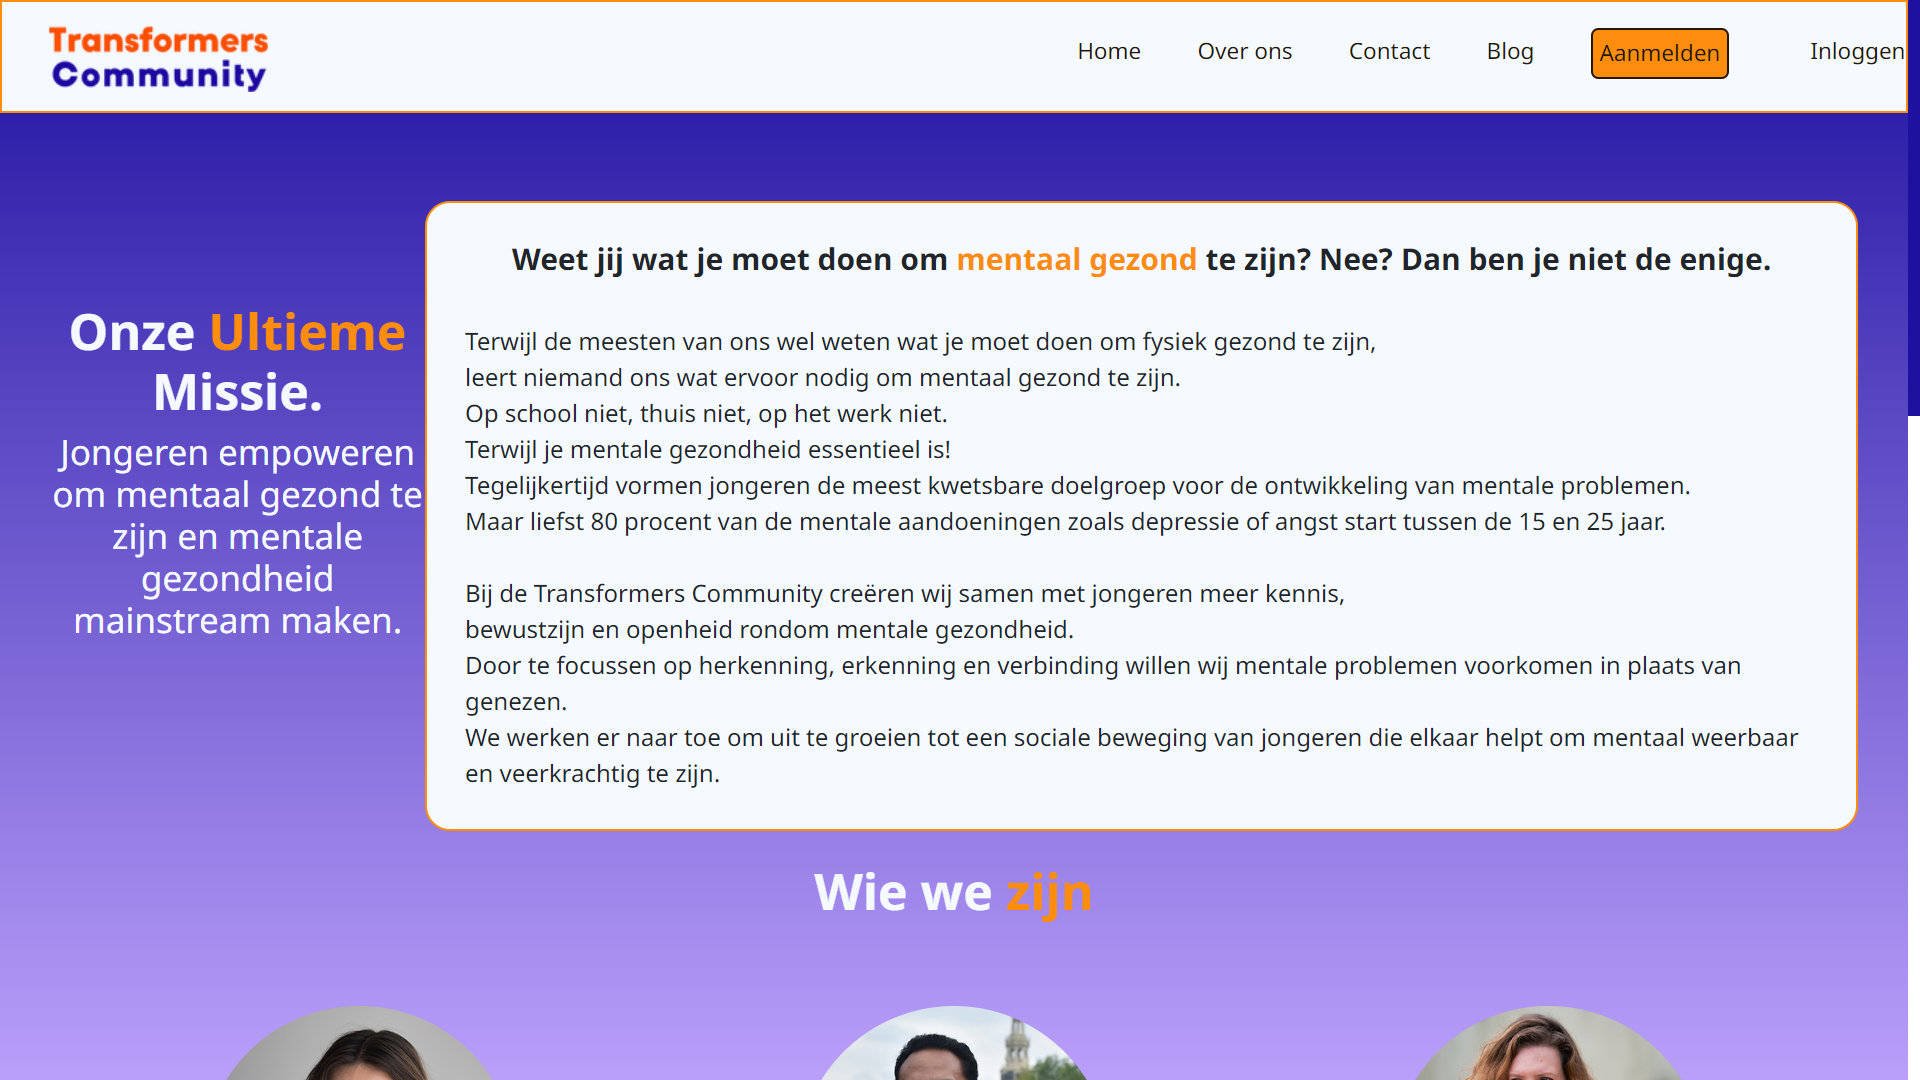 Transformers
Community
Home
Over ons
Contact
Blog
Aanmelden
Inloggen
Onze Ultieme
Missie.
Jongeren empoweren
om mentaal gezond te
zijn en mentale
gezondheid
mainstream maken.
Weet jij wat je moet doen om mentaal gezond te zijn? Nee? Dan ben je niet de enige.
Terwijl de meesten van ons wel weten wat je moet doen om fysiek gezond te zijn,
leert niemand ons wat ervoor nodig om mentaal gezond te zijn.
Op school niet, thuis niet, op het werk niet.
Terwijl je mentale gezondheid essentieel is!
Tegelijkertijd vormen jongeren de meest kwetsbare doelgroep voor de ontwikkeling van mentale problemen.
Maar liefst 80 procent van de mentale aandoeningen zoals depressie of angst start tussen de 15 en 25 jaar.
Bij de Transformers Community creëren wij samen met jongeren meer kennis,
bewustzijn en openheid rondom mentale gezondheid.
Door te focussen op herkenning, erkenning en verbinding willen wij mentale problemen voorkomen in plaats van
genezen.
We werken er naar toe om uit te groeien tot een sociale beweging van jongeren die elkaar helpt om mentaal weerbaar
en veerkrachtig te zijn.
Wie we zijn